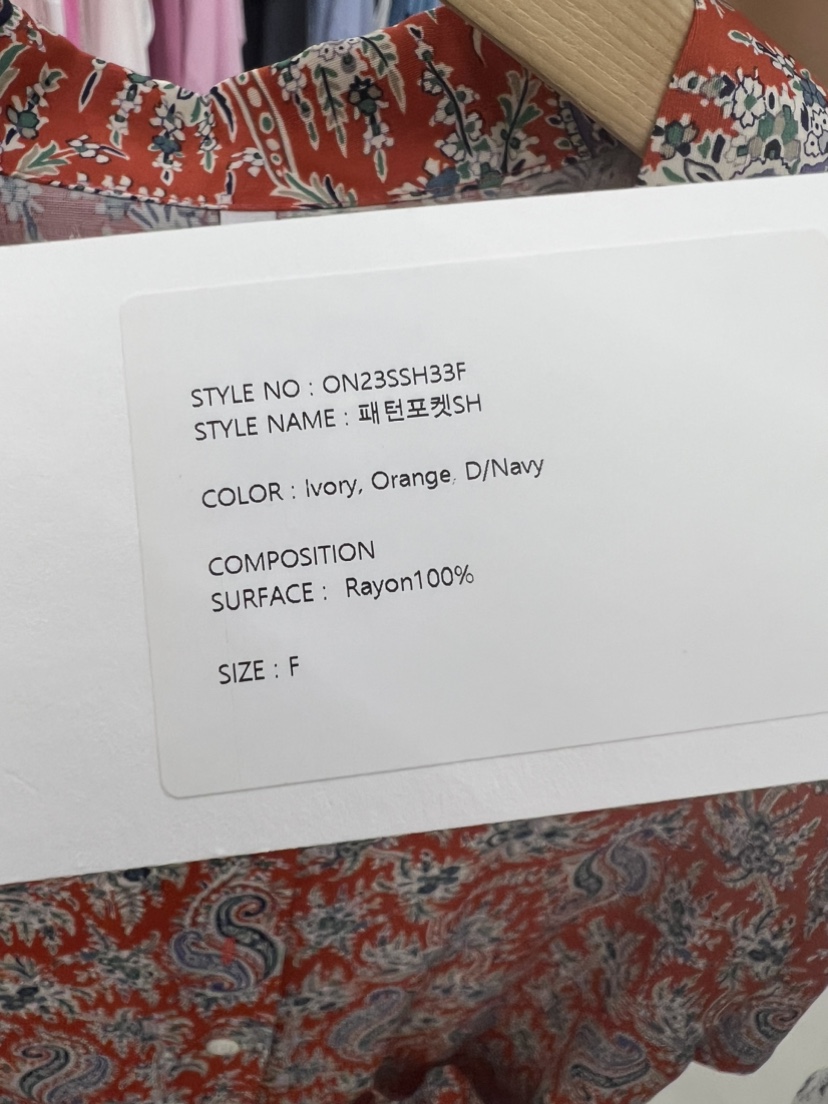 STYLE NO : ON23SSH33F
STYLE NAME : 패턴포켓SH
COLOR : Ivory, Orange, D/Navy
COMPOSITION
SURFACE : Rayon100%
SIZE : F